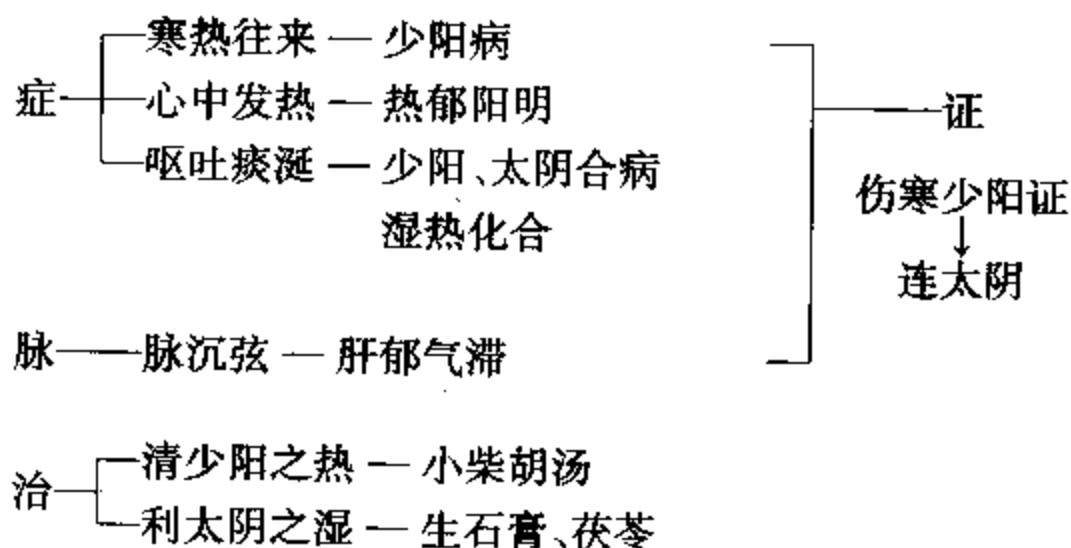 症
寒热往来 — 少阳病
心中发热 — 热郁阳明
呕吐痰涎 — 少阳、太阴合病
湿热化合
证
伤寒少阳证
↓
连太阴
脉 — 脉沉弦 — 肝郁气滞
治
清少阳之热 — 小柴胡汤
利太阴之湿 — 生石膏、茯苓